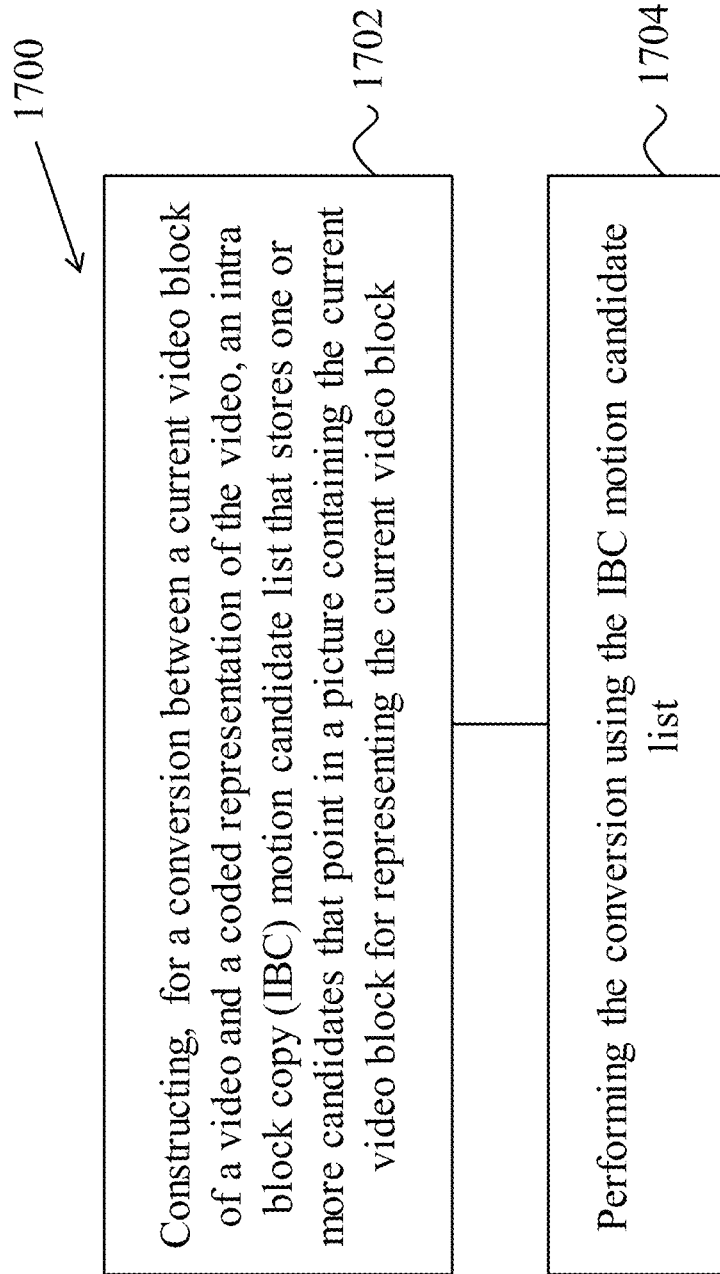 1700
Constructing, for a conversion between a current video block
of a video and a coded representation of the video, an intra
block copy (IBC) motion candidate list that stores one or
more candidates that point in a picture containing the current
video block for representing the current video block
1702
Performing the conversion using the IBC motion candidate
list
1704